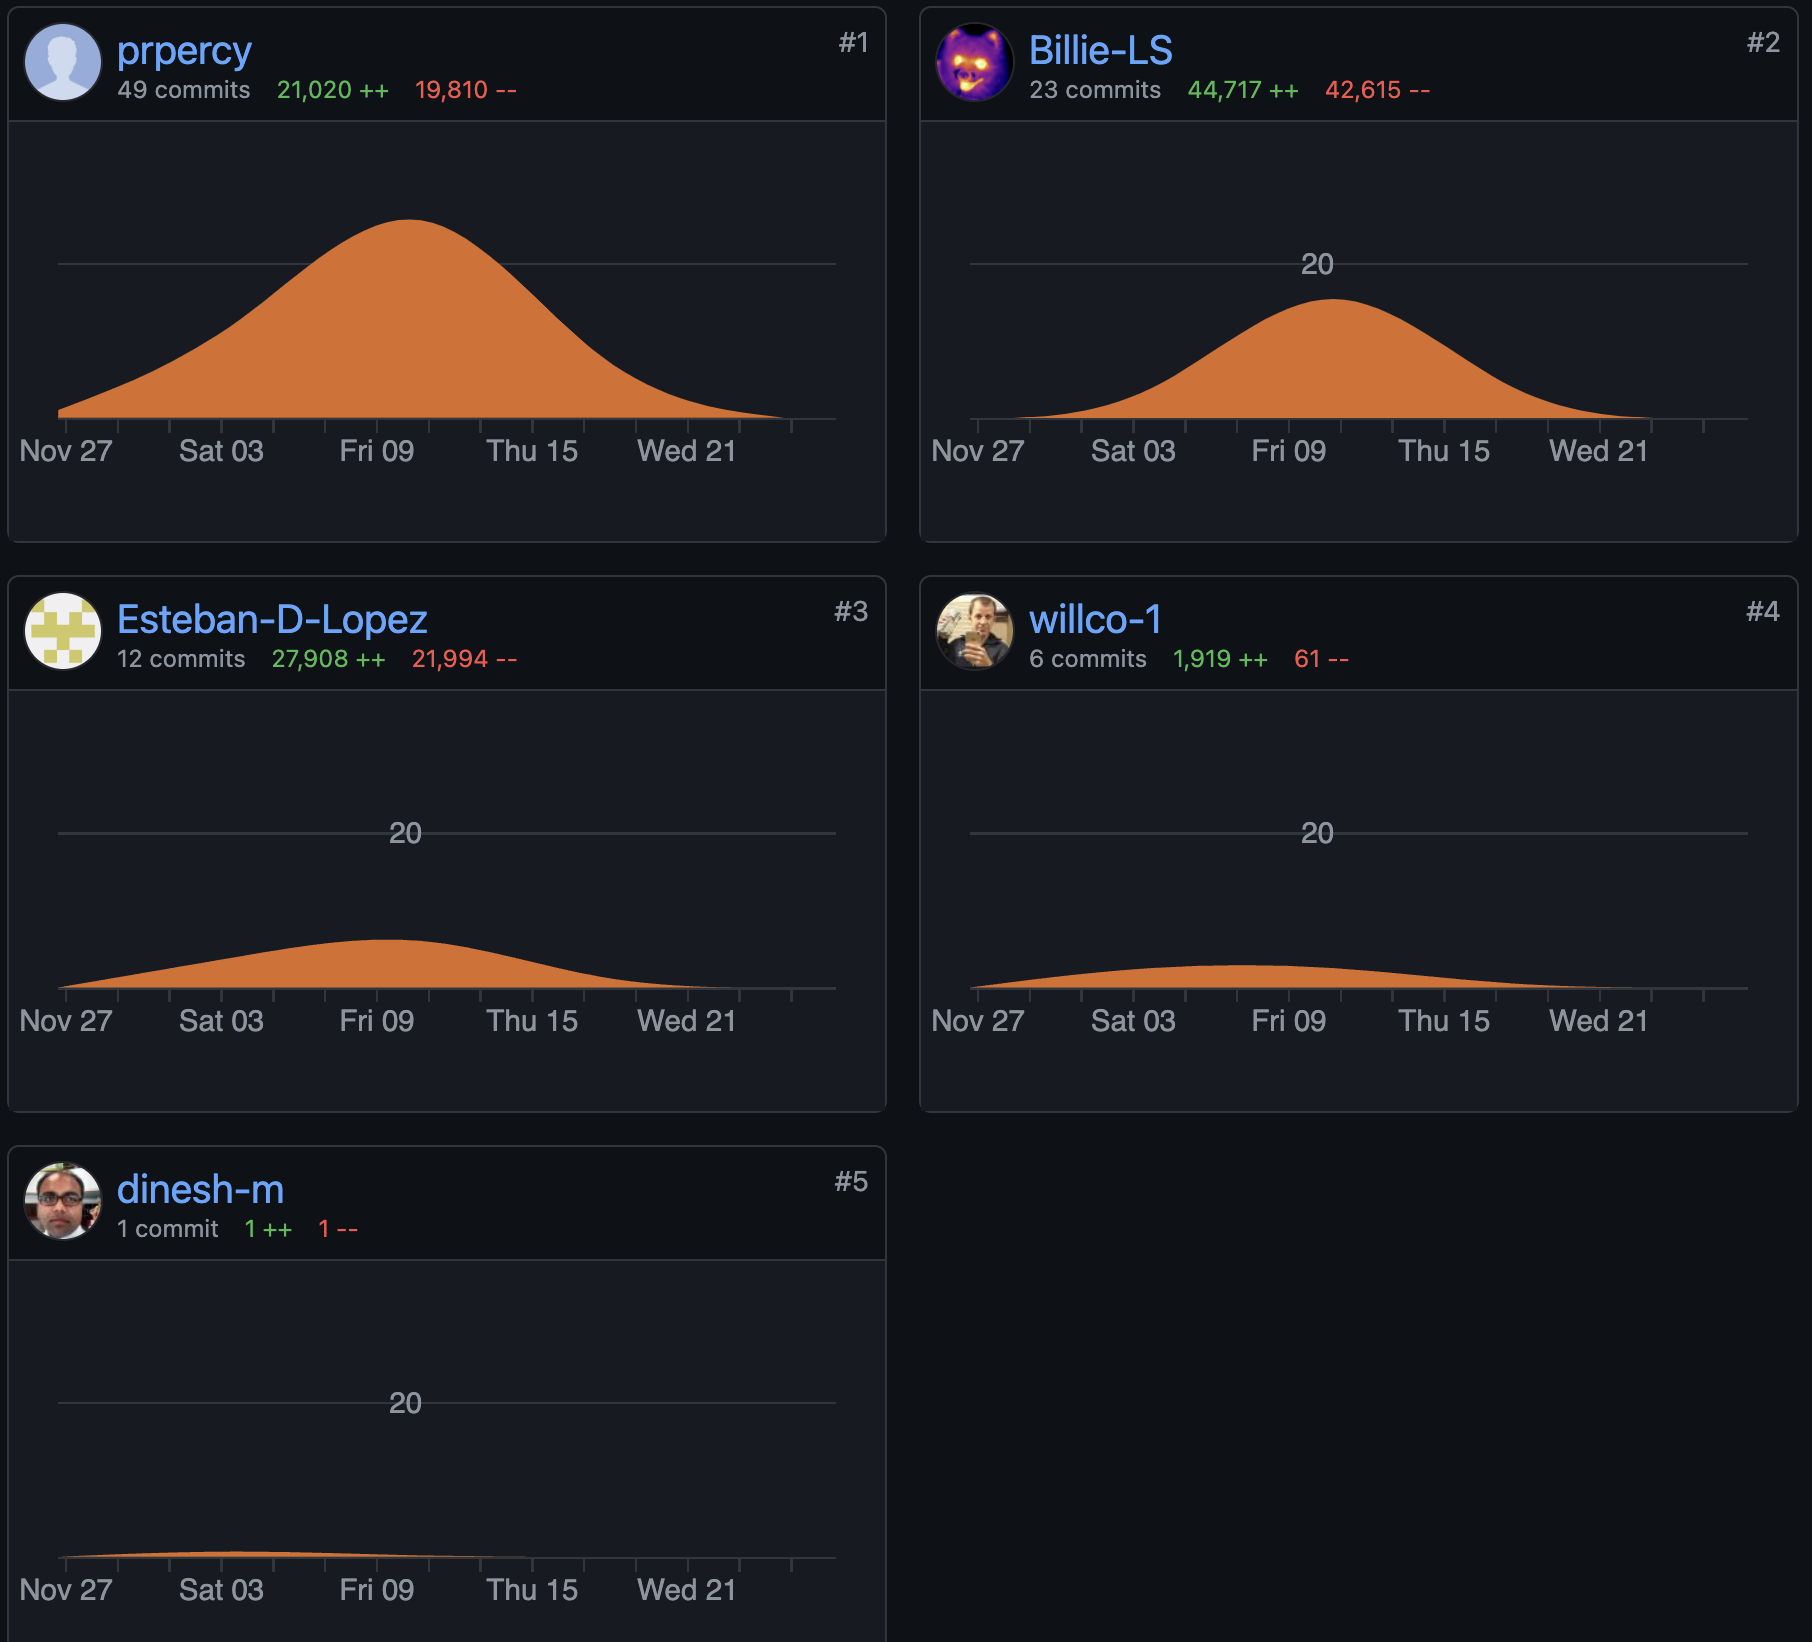 prpercy
#1
49 commits 21,020 ++ 19,810 --
Nov 27 Sat 03 Fri 09 Thu 15 Wed 21
Billie-LS
#2
23 commits 44,717 ++ 42,615 --
20
Nov 27 Sat 03 Fri 09 Thu 15 Wed 21
Esteban-D-Lopez
#3
12 commits 27,908 ++ 21,994 --
20
Nov 27 Sat 03 Fri 09 Thu 15 Wed 21
willco-1
#4
6 commits 1,919 ++ 61 --
20
Nov 27 Sat 03 Fri 09 Thu 15 Wed 21
dinesh-m
#5
1 commit 1 ++ 1 --
20
Nov 27 Sat 03 Fri 09 Thu 15 Wed 21